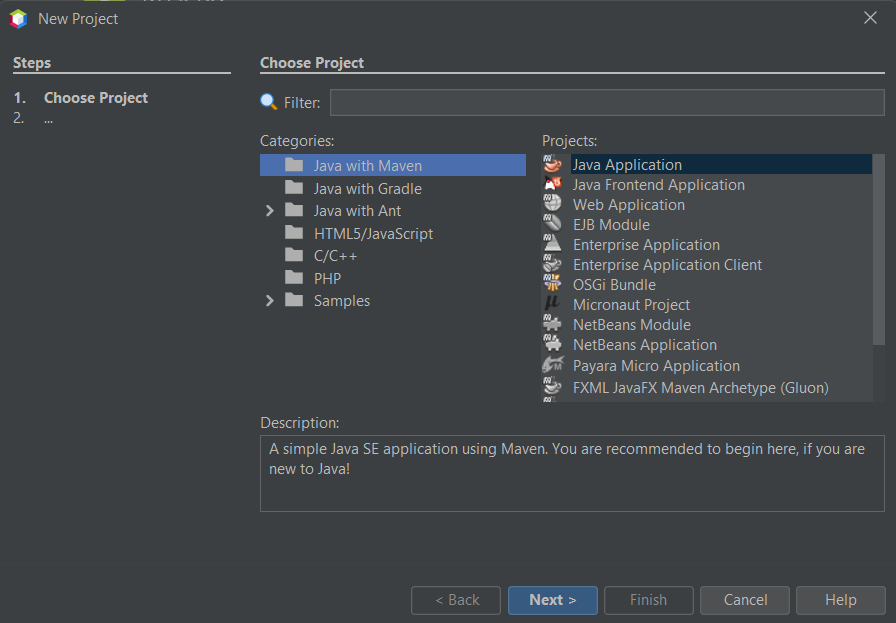 New Project
Steps
1. Choose Project
2. ...
Choose Project
Filter:
Categories:
Java with Maven
Java with Gradle
Java with Ant
HTML5/JavaScript
C/C++
PHP
Samples
Projects:
Java Application
Java Frontend Application
Web Application
EJB Module
Enterprise Application
Enterprise Application Client
OSGi Bundle
Micronaut Project
NetBeans Module
NetBeans Application
Payara Micro Application
FXML JavaFX Maven Archetype (Gluon)
Description:
A simple Java SE application using Maven. You are recommended to begin here, if you are
new to Java!
< Back Next > Finish Cancel Help